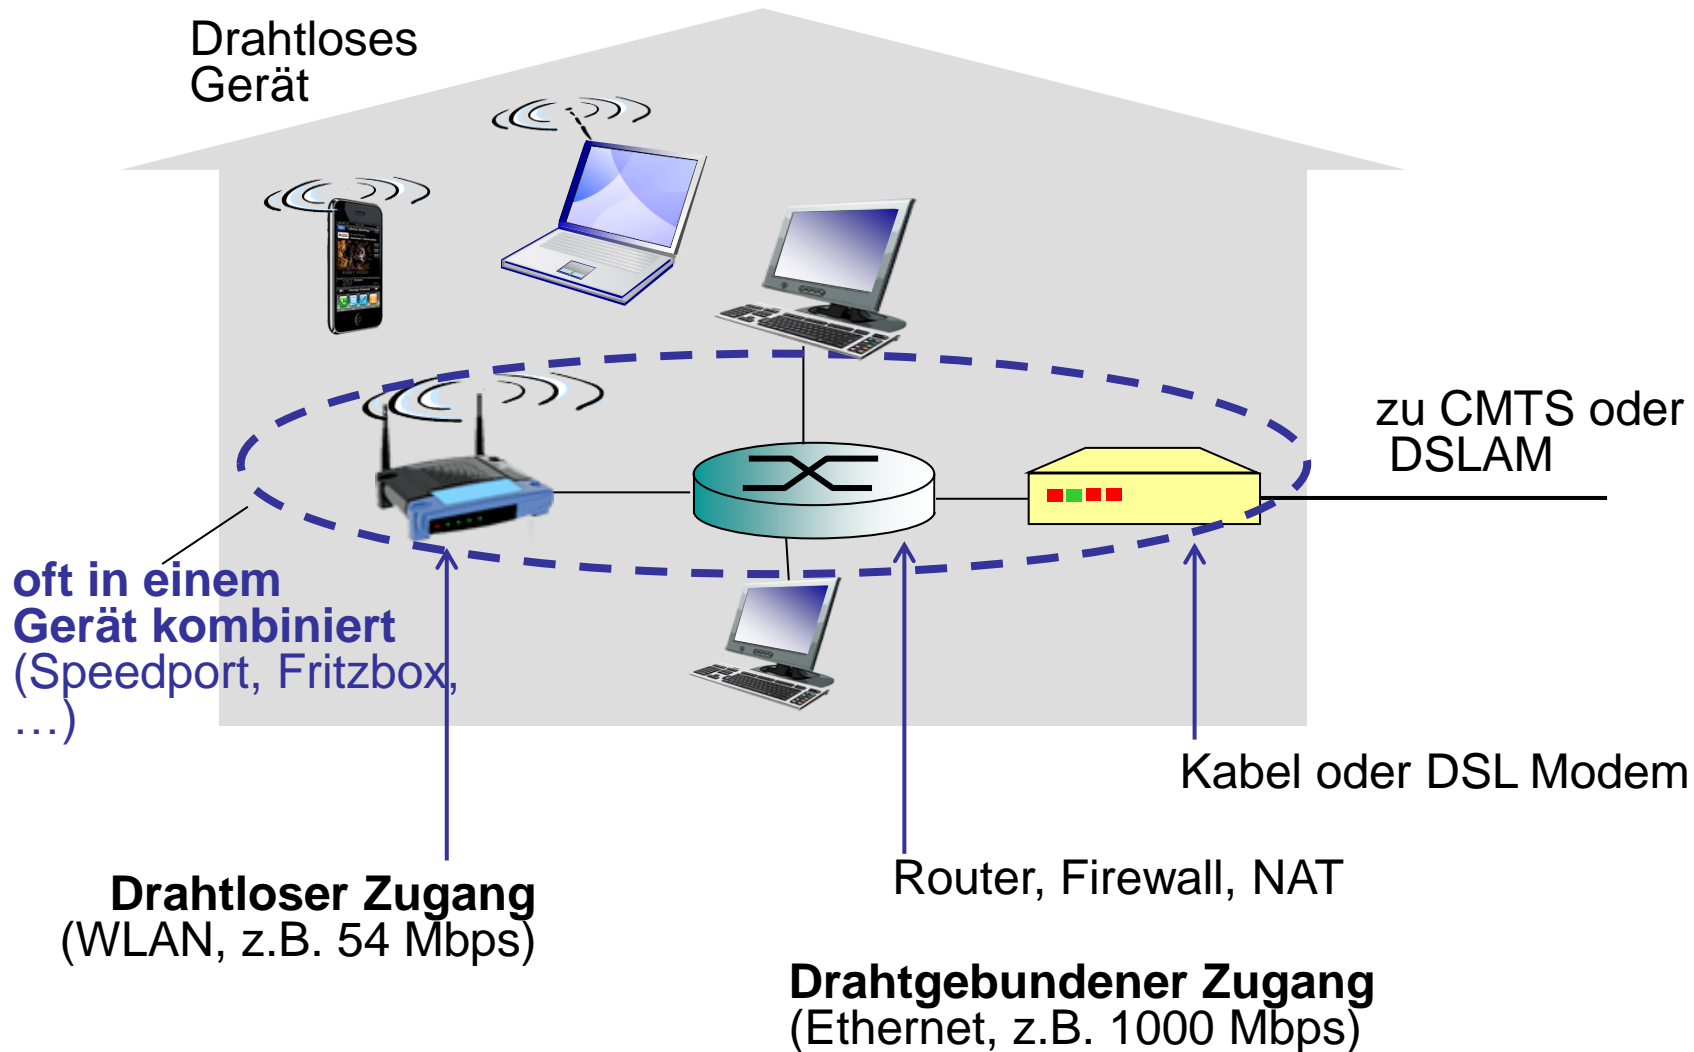 Drahtloses
Gerät
zu CMTS oder
DSLAM
oft in einem
Gerät kombiniert
(Speedport, Fritzbox,
…)
Kabel oder DSL Modem
Router, Firewall, NAT
Drahtloser Zugang
(WLAN, z.B. 54 Mbps)
Drahtgebundener Zugang
(Ethernet, z.B. 1000 Mbps)